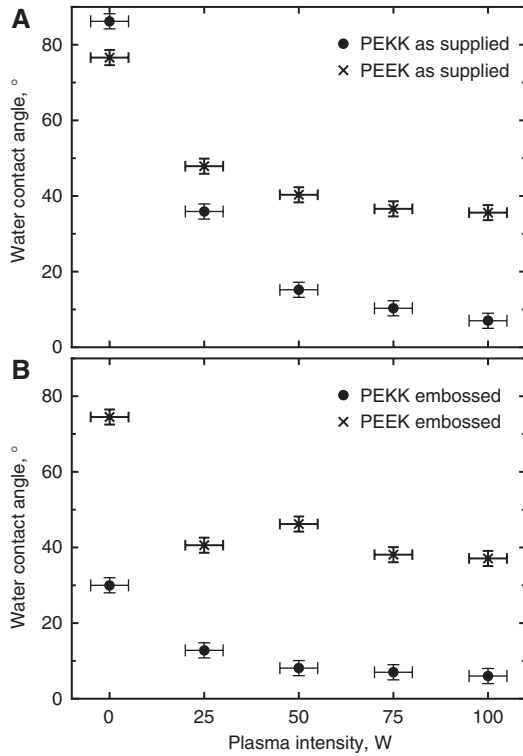 A
PEKK as supplied
PEEK as supplied
Water contact angle, °
80
60
40
20
0
B
PEKK embossed
PEEK embossed
Water contact angle, °
80
60
40
20
0
0 25 50 75 100
Plasma intensity, W